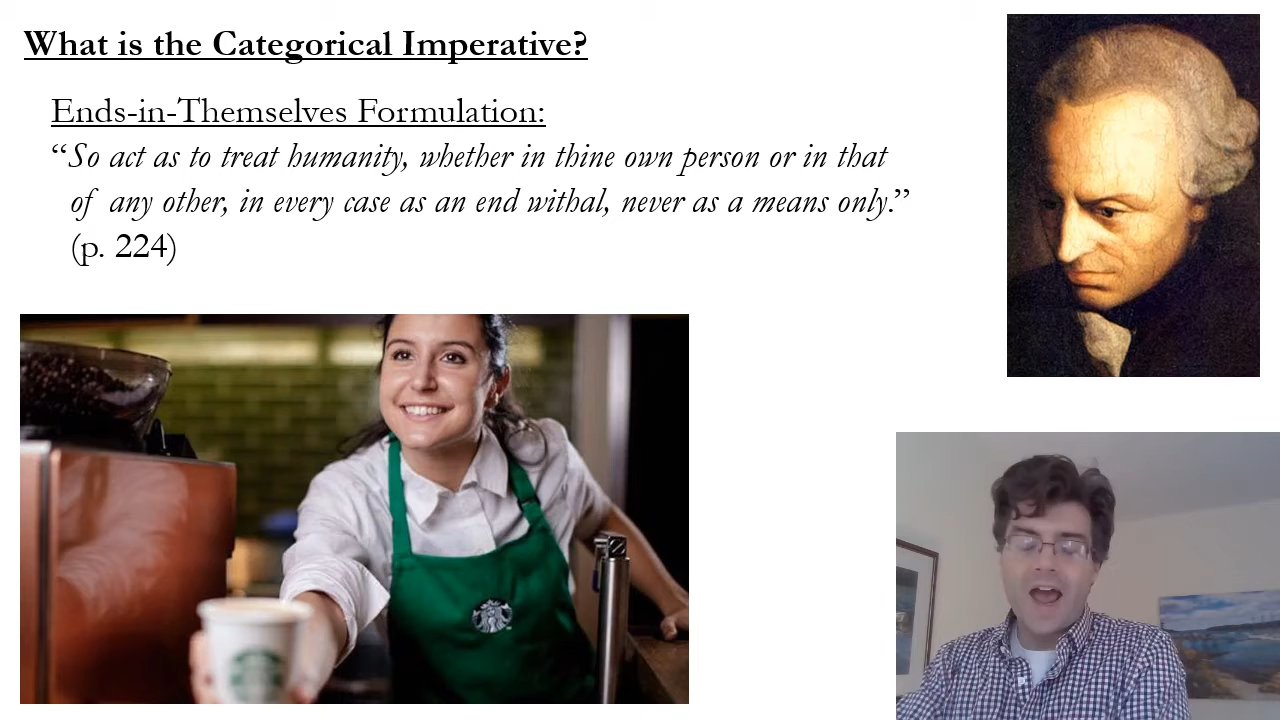 What is the Categorical Imperative?
Ends-in-Themselves Formulation:
“So act as to treat humanity, whether in thine own person or in that
of any other, in every case as an end withal, never as a means only.”
(p. 224)